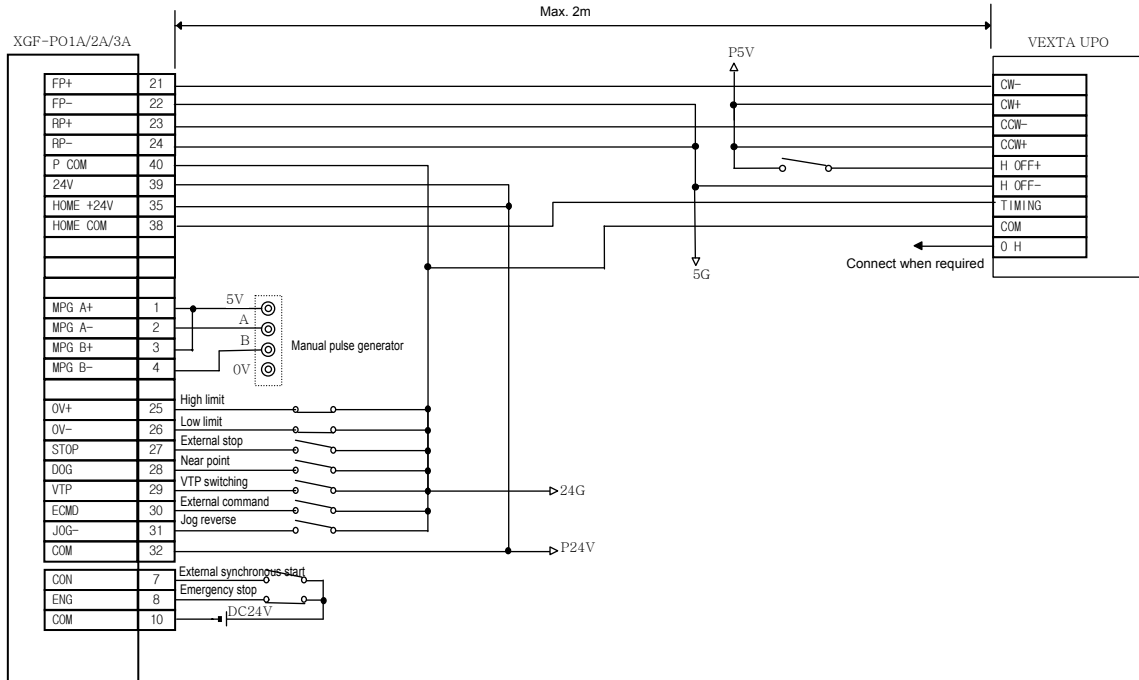 Max. 2m
XGF-PO1A/2A/3A
VEXTA UPO
P5V
FP+ 21
FP- 22
RP+ 23
RP- 24
P COM 40
24V 39
HOME +24V 35
HOME COM 38
CW-
CW+
CCW-
CCW+
H OFF+
H OFF-
TIMING
COM
O H
Connect when required
5G
MPG A+ 1
MPG A- 2
MPG B+ 3
MPG B- 4
5V
A
B
0V
Manual pulse generator
OV+ 25 High limit
OV- 26 Low limit
STOP 27 External stop
DOG 28 Near point
VTP 29 VTP switching
24G
ECMD 30 External command
JOG- 31 Jog reverse
COM 32
P24V
CON 7 External synchronous start
ENG 8 Emergency stop
COM 10 DC24V